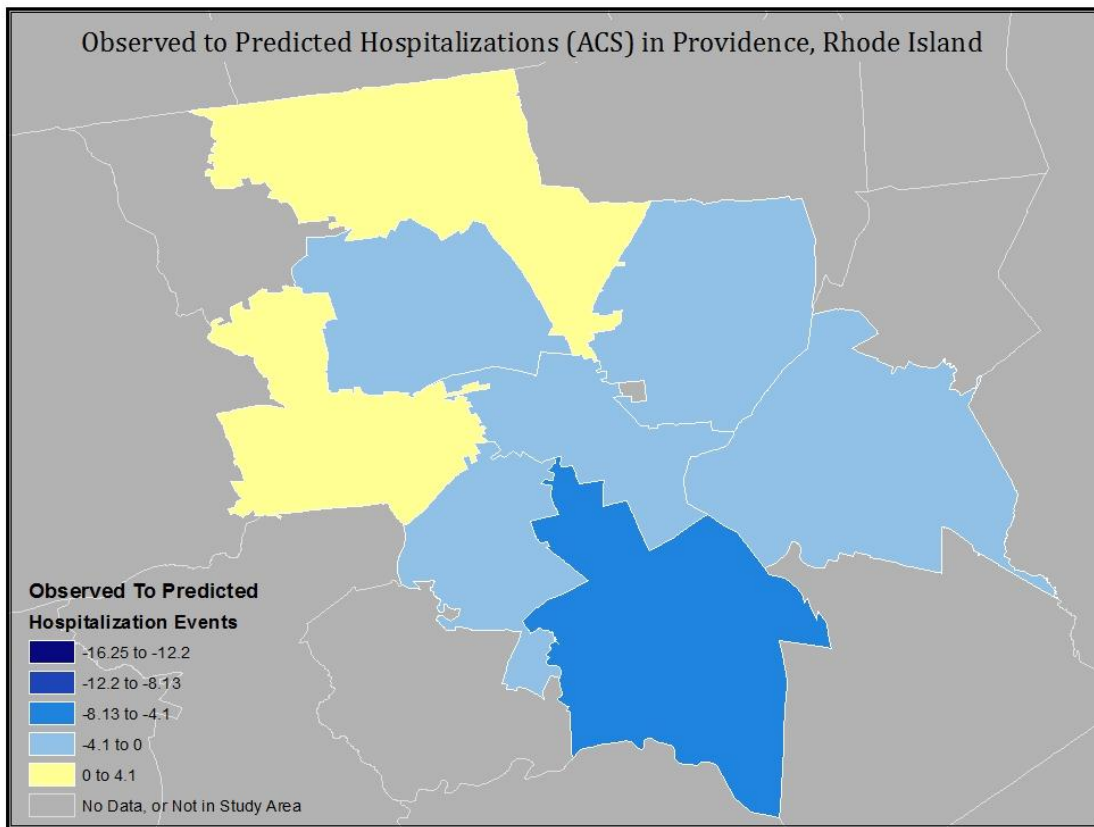 Observed to Predicted Hospitalizations (ACS) in Providence, Rhode Island
Observed To Predicted
Hospitalization Events
-16.25 to -12.2
-12.2 to -8.13
-8.13 to -4.1
-4.1 to 0
0 to 4.1
No Data, or Not in Study Area